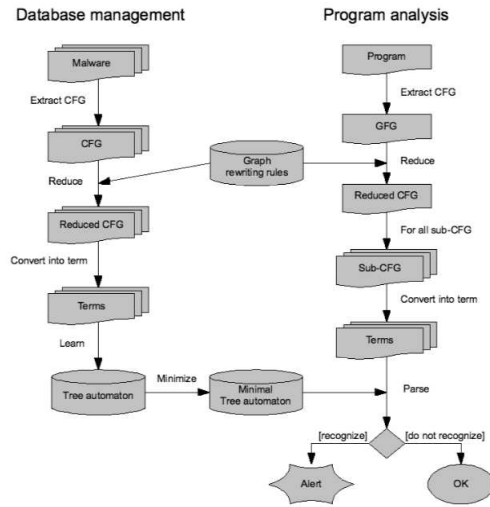 Database management
Program analysis
Malware
Program
Extract CFG
Extract CFG
CFG
GFG
Graph
rewriting rules
Reduce
Reduce
Reduced CFG
Reduced CFG
For all sub-CFG
Convert into term
Sub-CFG
Convert into term
Terms
Terms
Learn
Minimize
Parse
Tree automaton
Minimal
Tree automaton
[recognize]
[do not recognize]
Alert
OK